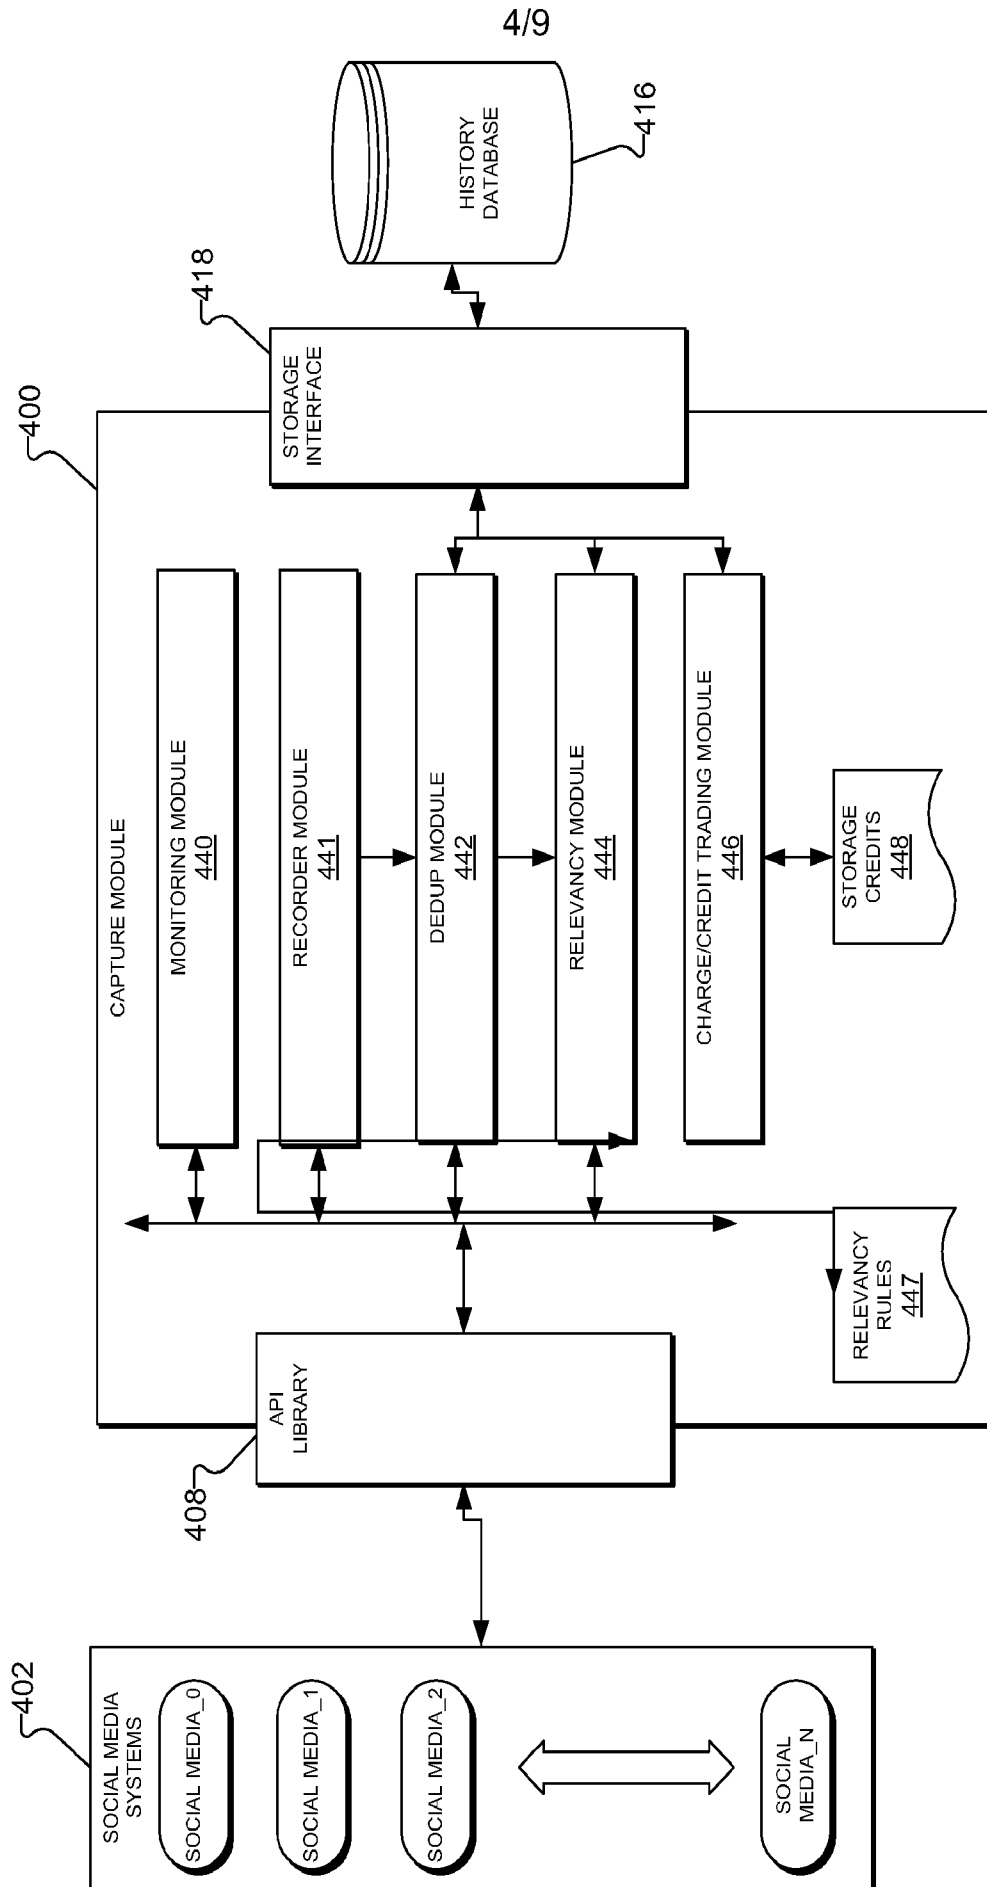 4/9
402
SOCIAL MEDIA
SYSTEMS
SOCIAL MEDIA_0
SOCIAL MEDIA_1
SOCIAL MEDIA_2
SOCIAL
MEDIA_N
408
API
LIBRARY
400
CAPTURE MODULE
MONITORING MODULE
440
RECORDER MODULE
441
DEDUP MODULE
442
RELEVANCY MODULE
444
CHARGE/CREDIT TRADING MODULE
446
RELEVANCY
RULES
447
STORAGE
CREDITS
448
418
STORAGE
INTERFACE
HISTORY
DATABASE
416